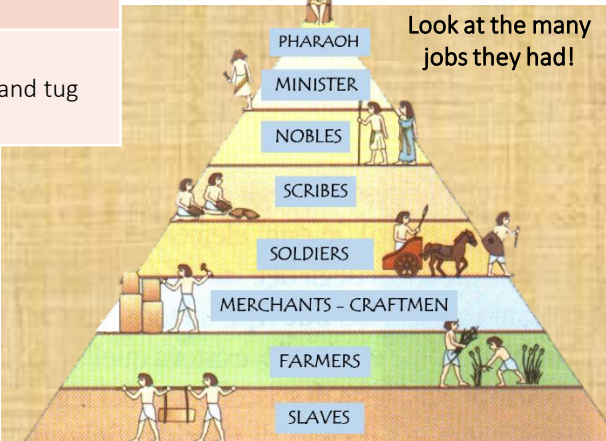 and tug
Look at the many
jobs they had!
PHARAOH
MINISTER
NOBLES
SCRIBES
SOLDIERS
MERCHANTS - CRAFTMEN
FARMERS
SLAVES